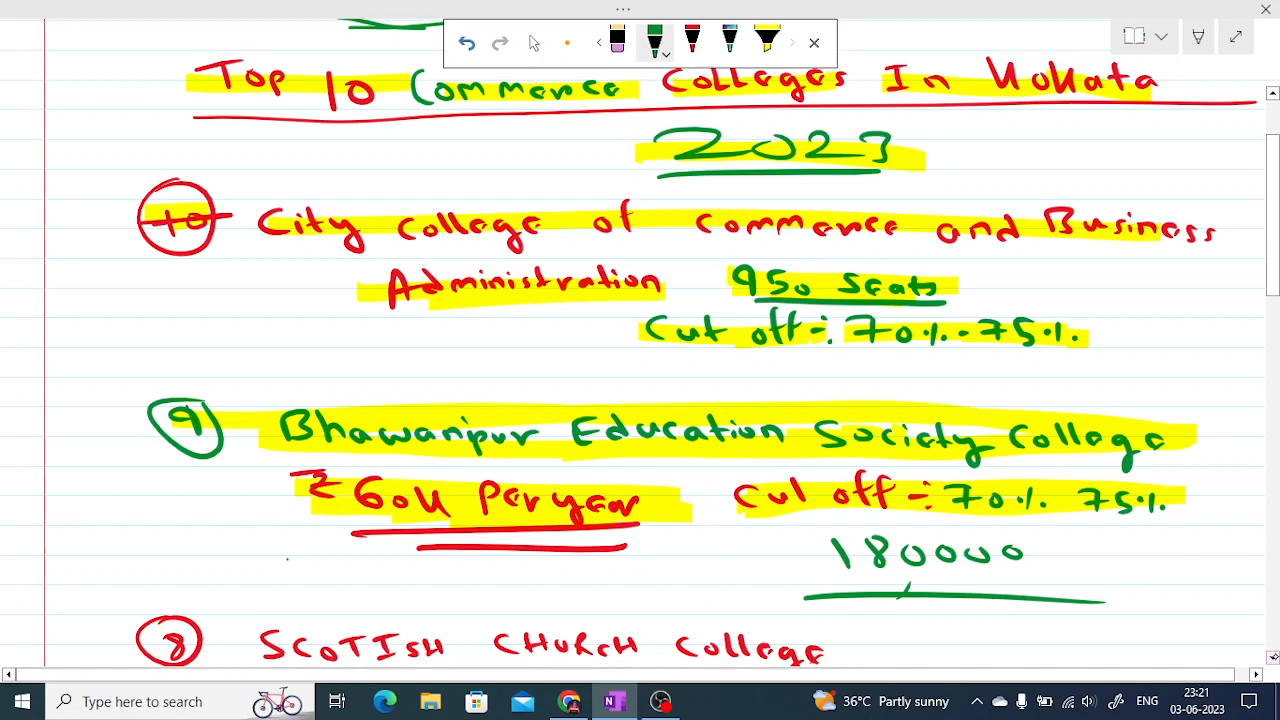 Top 10 Commerce Colleges In Kolkata
2023
10 City College of Commerce and Business
Administration 950 Seats
Cut off :- 70% - 75%.
9 Bhawanipur Education Society College
₹ 60K Per year Cut off :- 70% 75%.
180000
8 SCOTISH CHURCH College
Type here to search
36°C Partly sunny
ENG
23:21
03-06-2023